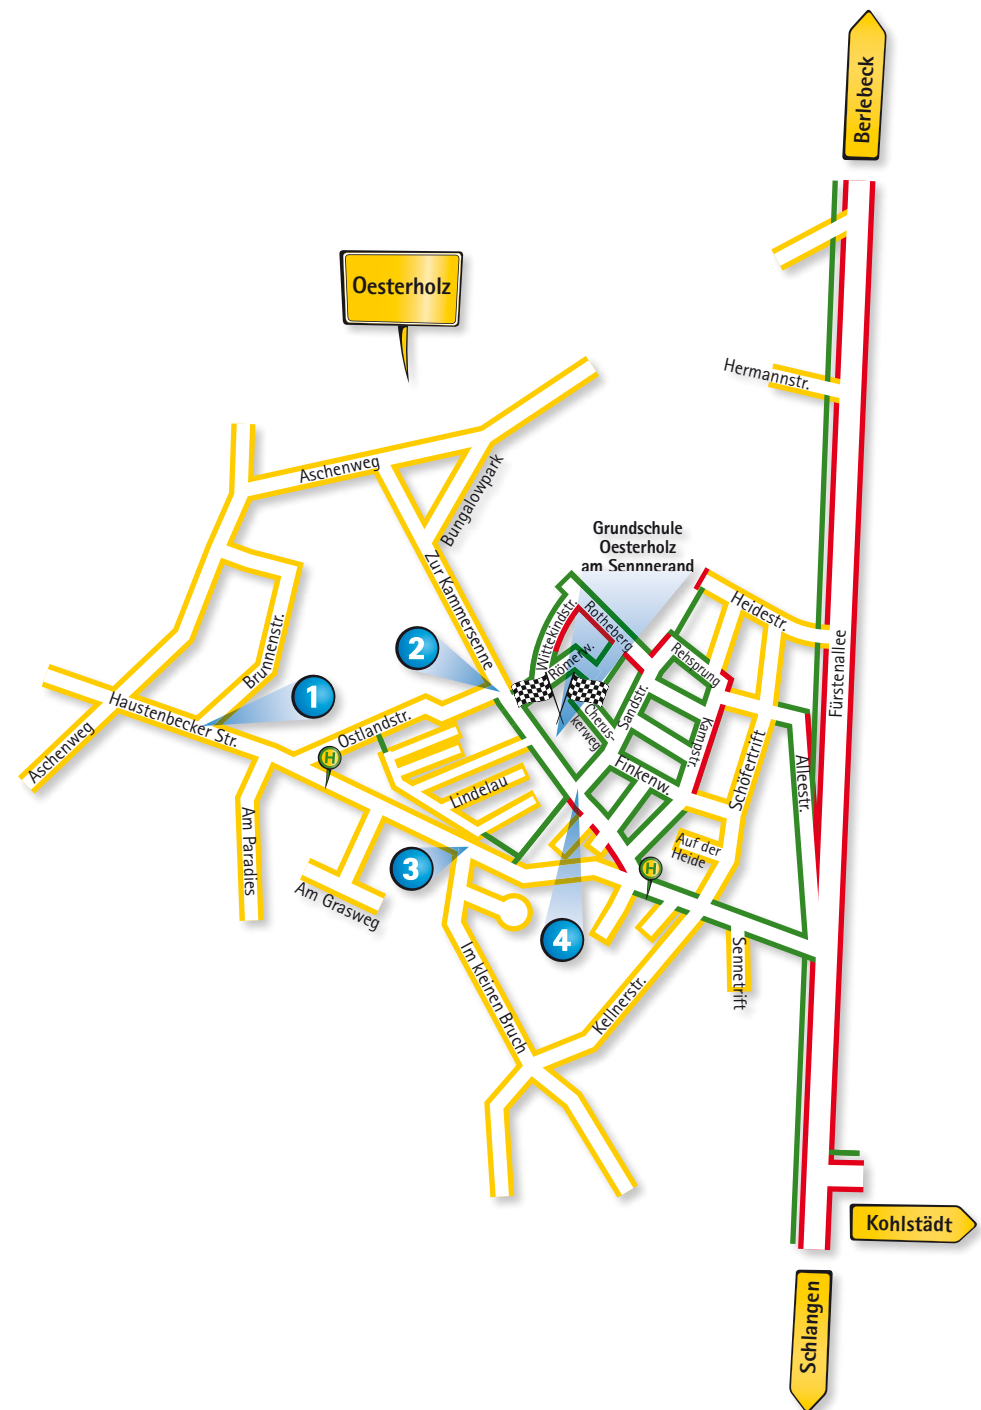 Berlebeck
Oesterholz
Hermannstr.
Aschenweg
Bungalowpark
Grundschule
Oesterholz
am Sennnerand
Zur Kammersenne
Heidestr.
Wittekindstr.
Rotheberg
Römerw.
Rehsprung
Brunnenstr.
Fürstenallee
2
1
Haustenbecker Str.
Ostlandstr.
Sandstr.
Cherus-
kerweg
Kampstr.
Aschenweg
H
Lindelau
Finkenw.
Schöfertrift
Alleestr.
Am Paradies
Auf der
Heide
3
H
Am Grasweg
4
Im kleinen Bruch
Sennetrift
Kellnerstr.
Kohlstädt
Schlangen